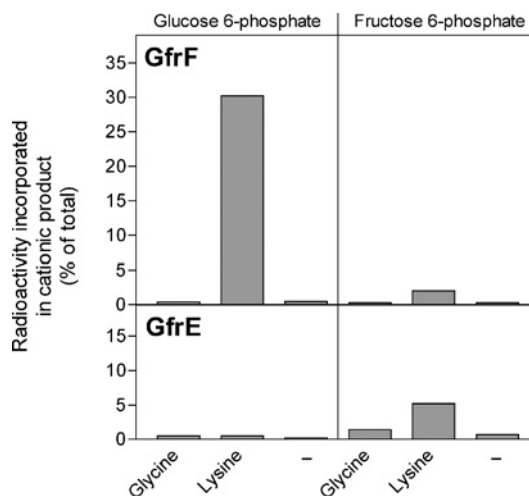 Glucose 6-phosphate Fructose 6-phosphate
GfrF
35
30
25
20
15
10
5
0
GfrE
15
10
5
0
Radioactivity incorporated
in cationic product
(% of total)
Glycine Lysine – Glycine Lysine –